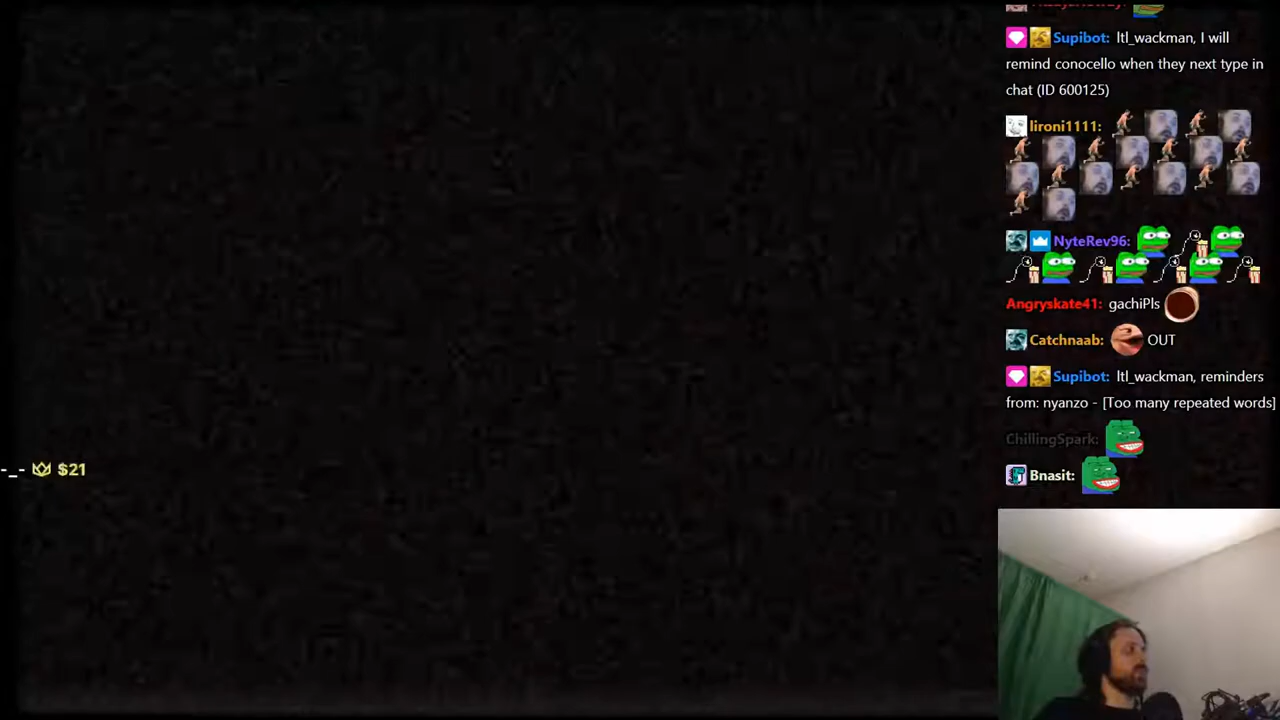 Supibot: ltl_wackman, I will
remind conocello when they next type in
chat (ID 600125)
lironi1111:
NyteRev96:
Angryskate41: gachiPls
Catchnaab: OUT
Supibot: ltl_wackman, reminders
from: nyanzo - [Too many repeated words]
ChillingSpark:
-_- $21
Bnasit: